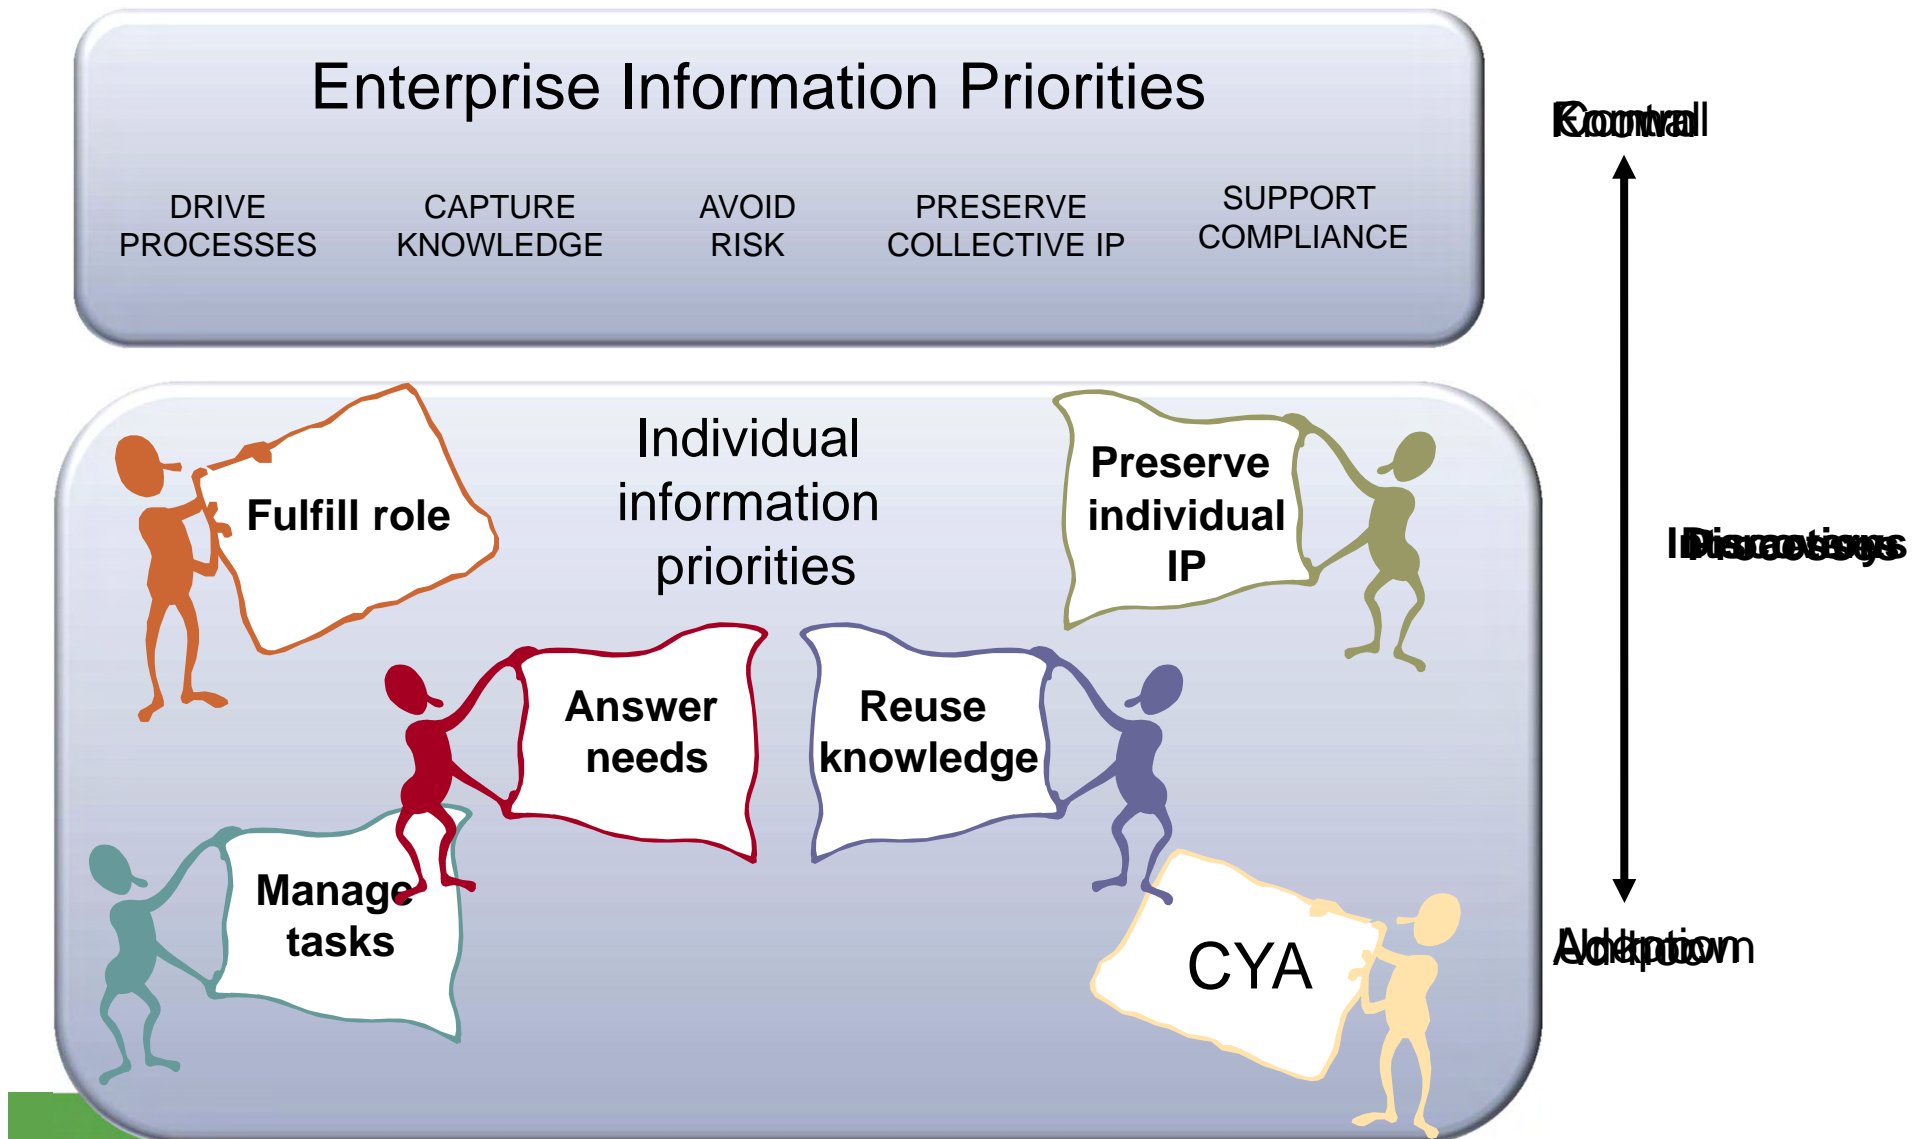 Enterprise Information Priorities
DRIVE
PROCESSES
CAPTURE
KNOWLEDGE
AVOID
RISK
PRESERVE
COLLECTIVE IP
SUPPORT
COMPLIANCE
Individual
information
priorities
Fulfill role
Preserve
individual
IP
Answer
needs
Reuse
knowledge
Manage
tasks
CYA